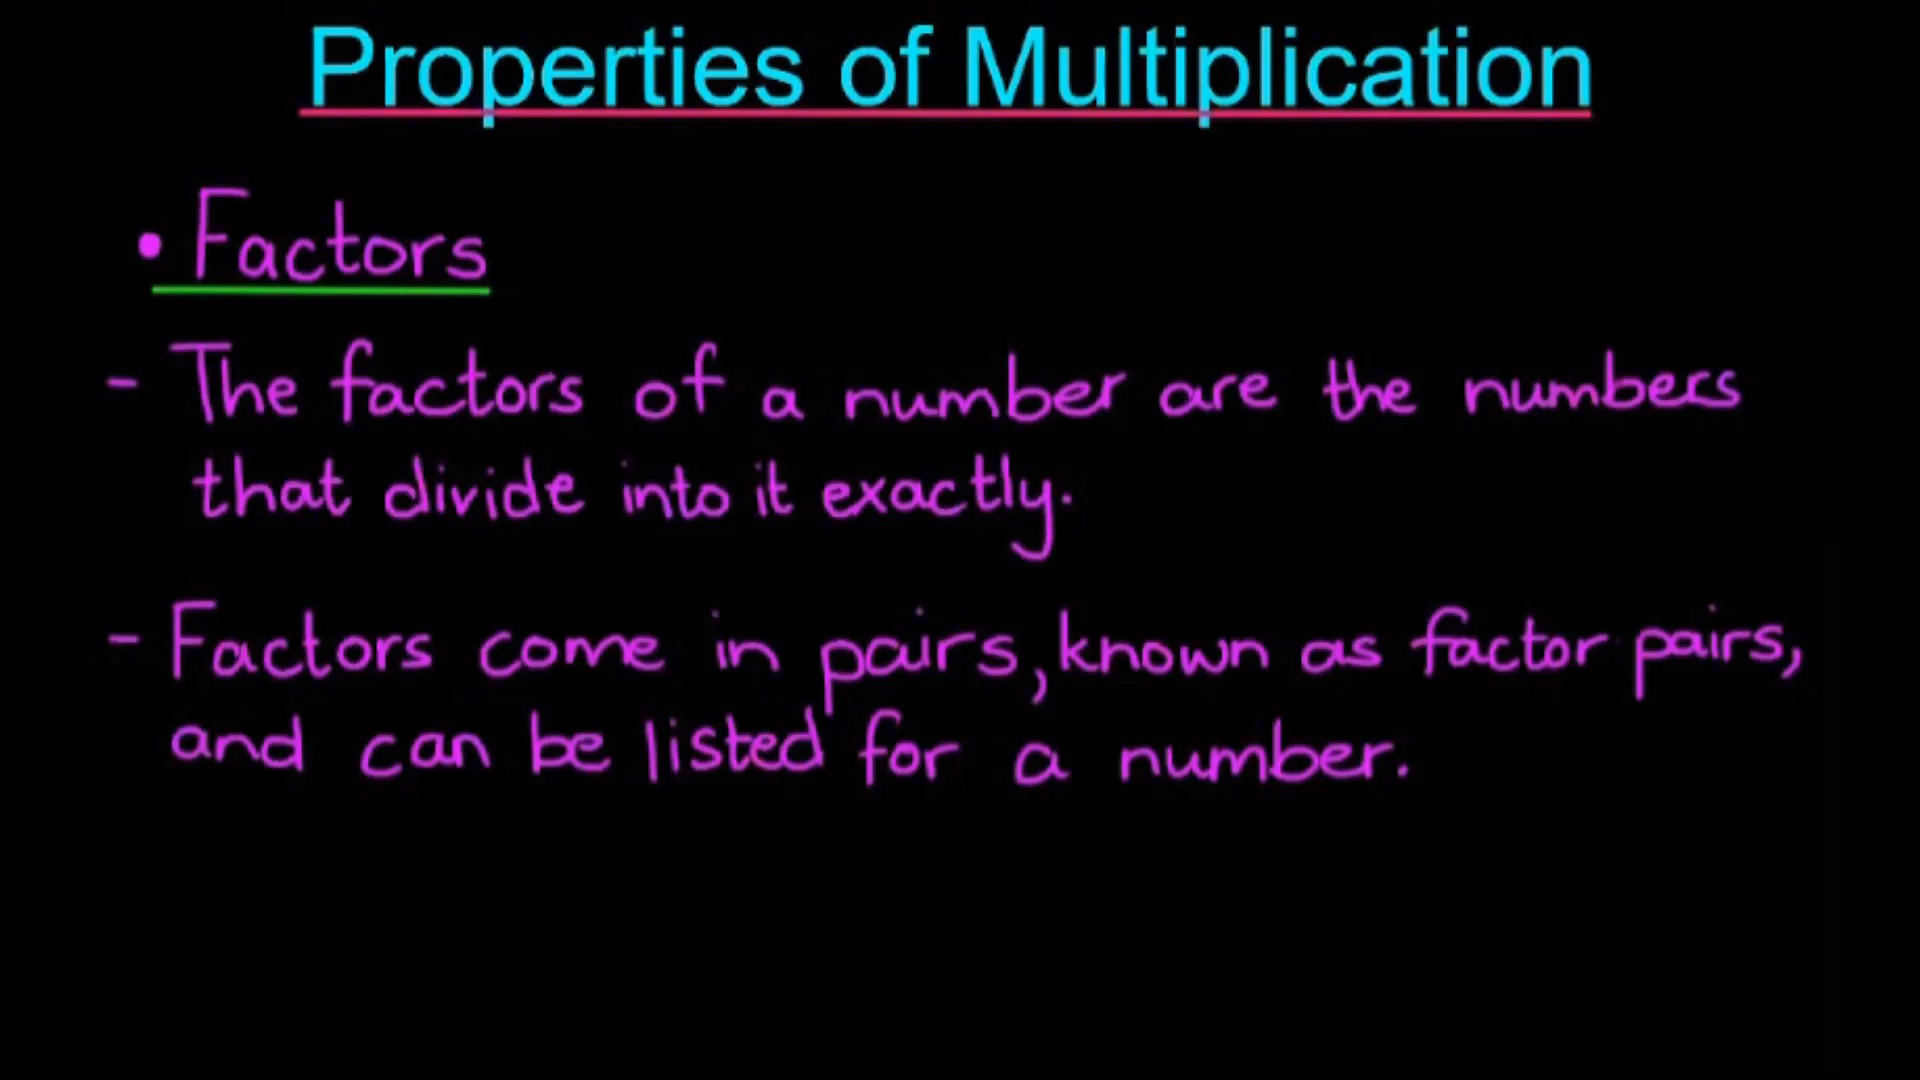 Properties of Multiplication
• Factors
- The factors of a number are the numbers
that divide into it exactly.
- Factors come in pairs, known as factor pairs,
and can be listed for a number.